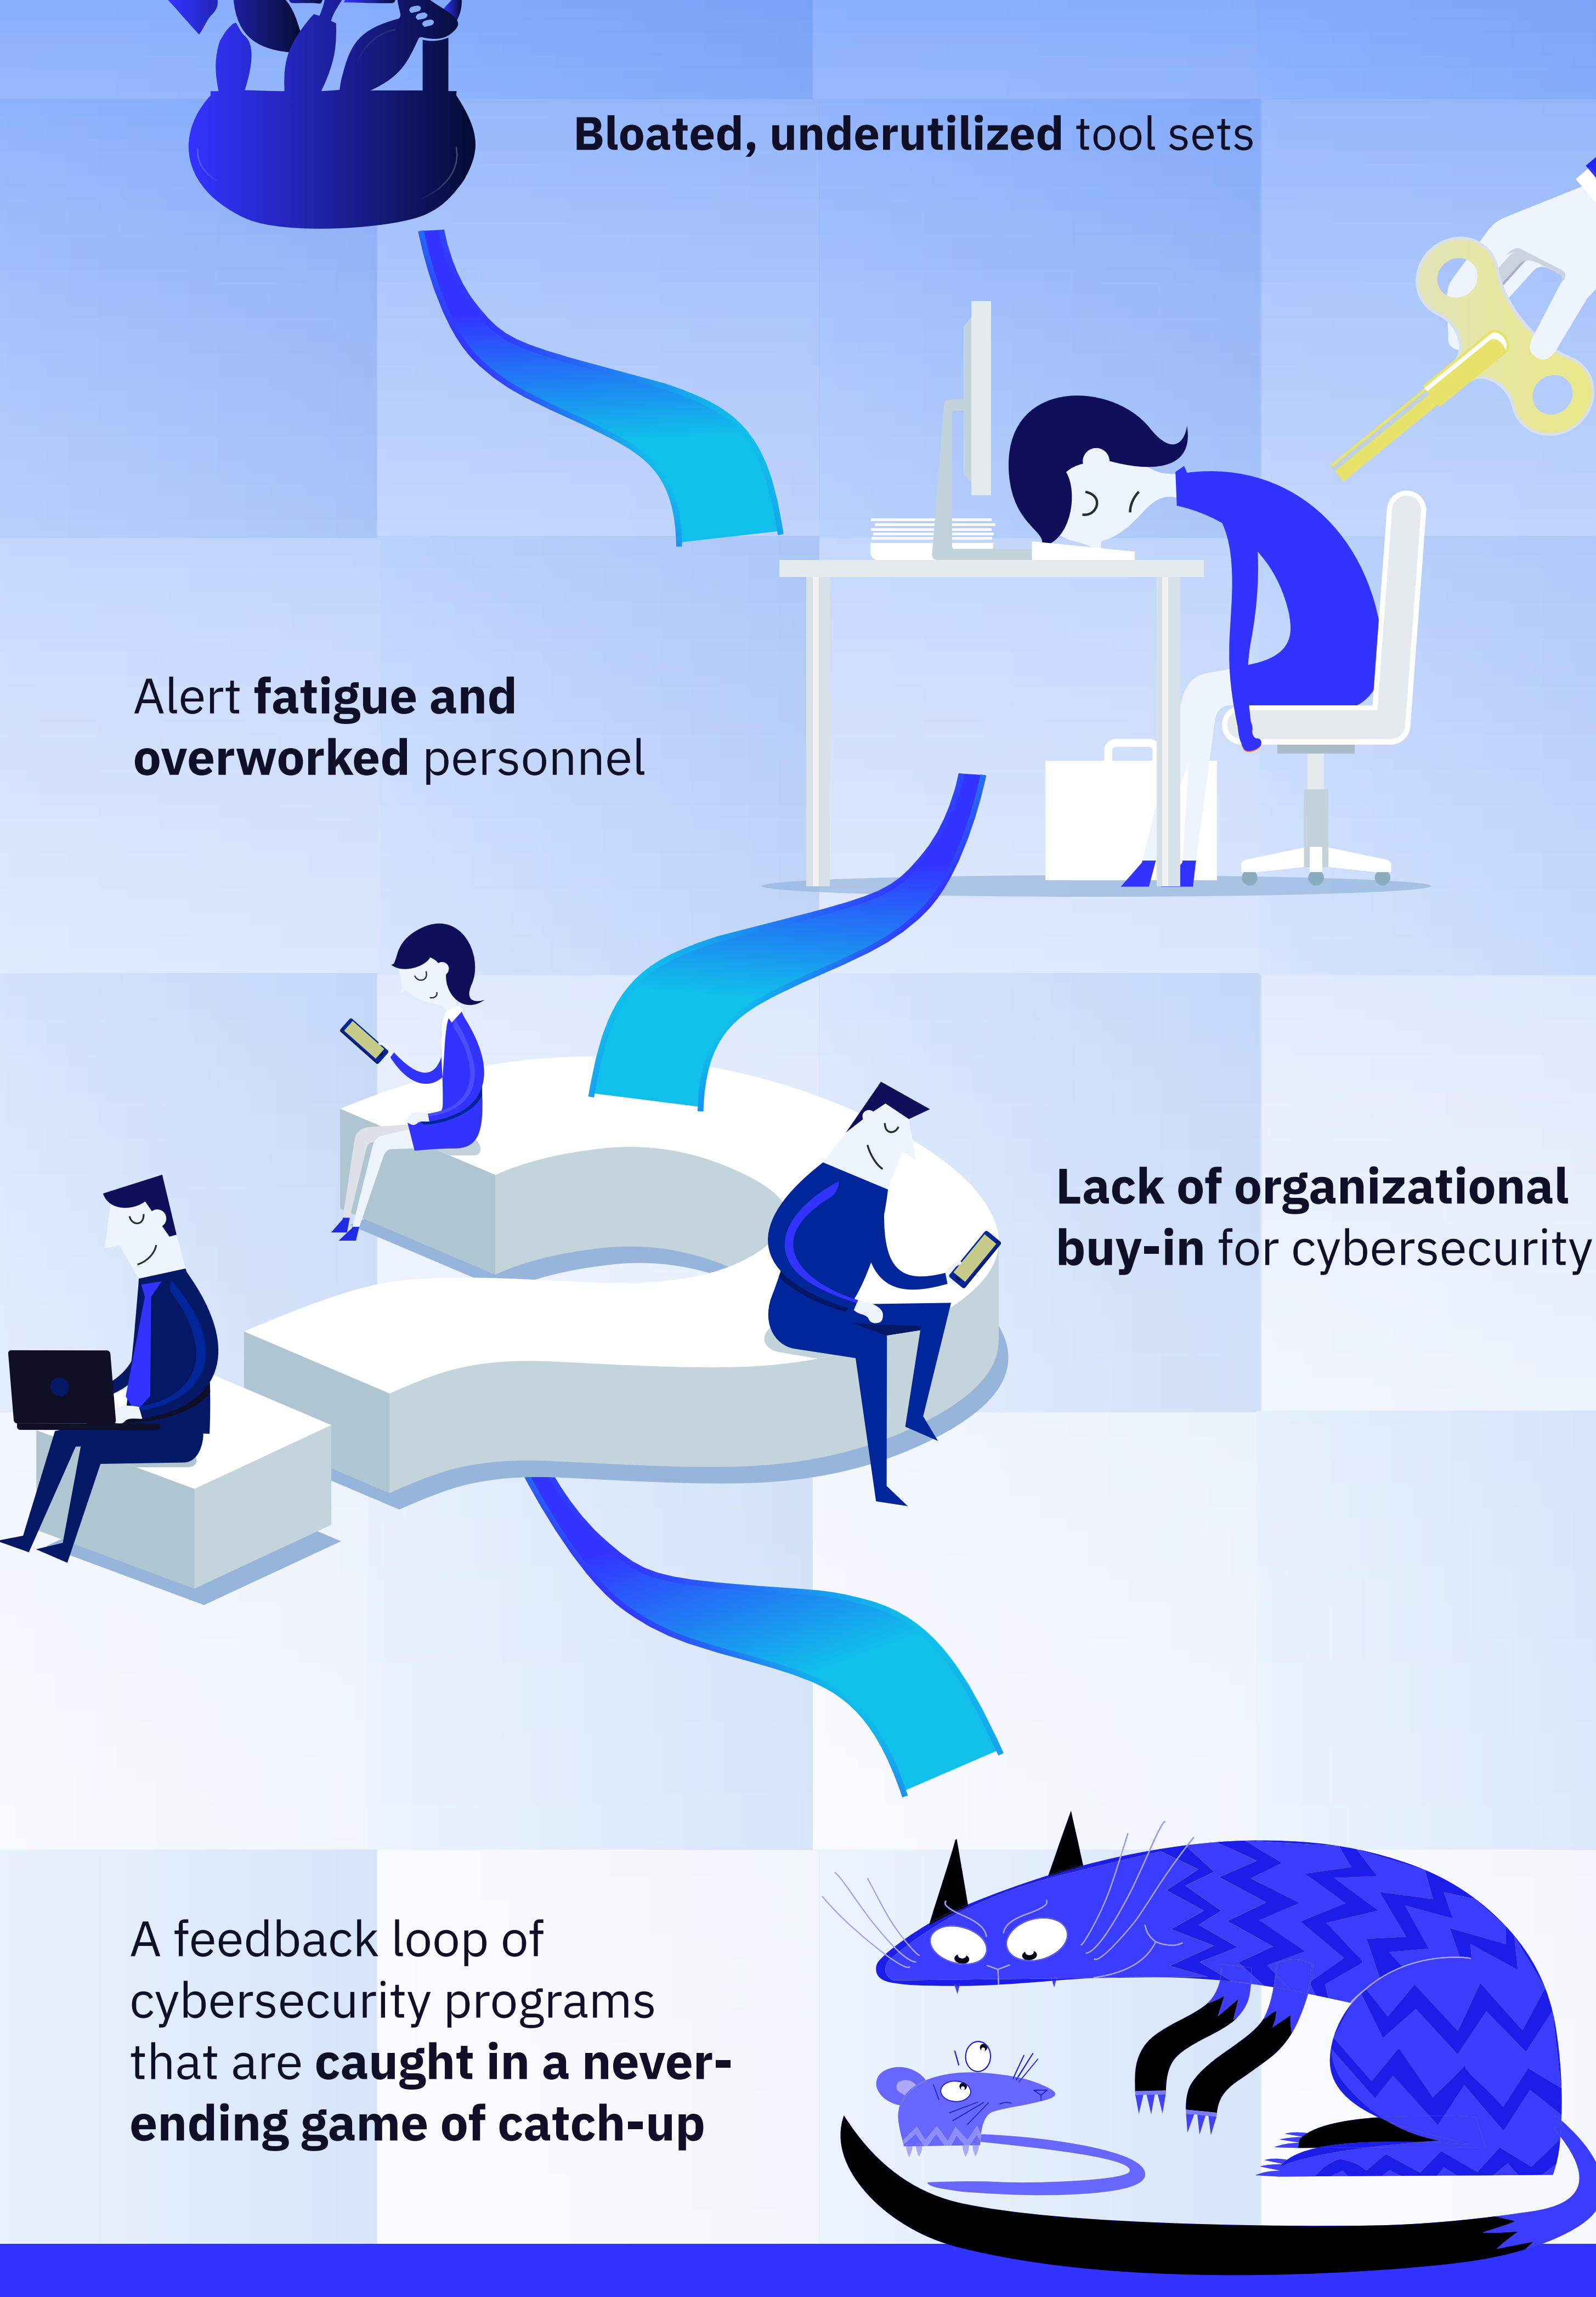 Bloated, underutilized tool sets
Alert fatigue and
overworked personnel
Lack of organizational
buy-in for cybersecurity
A feedback loop of
cybersecurity programs
that are caught in a never-
ending game of catch-up